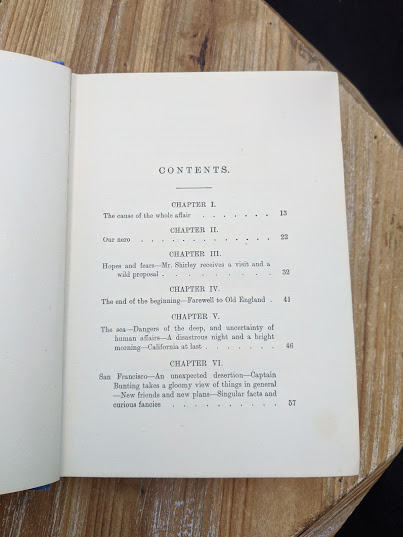 CONTENTS.
CHAPTER I.
The cause of the whole affair . . . . . . . 13
CHAPTER II.
Our hero . . . . . . . . . . . . . 23
CHAPTER III.
Hopes and fears—Mr. Shirley receives a visit and a
wild proposal . . . . . . . . . . . 32
CHAPTER IV.
The end of the beginning—Farewell to Old England . 41
CHAPTER V.
The sea—Dangers of the deep, and uncertainty of
human affairs—A disastrous night and a bright
morning—California at last . . . . . . . 46
CHAPTER VI.
San Francisco—An unexpected desertion—Captain
Bunting takes a gloomy view of things in general
—New friends and new plans—Singular facts and
curious fancies . . . . . . . . . . 57